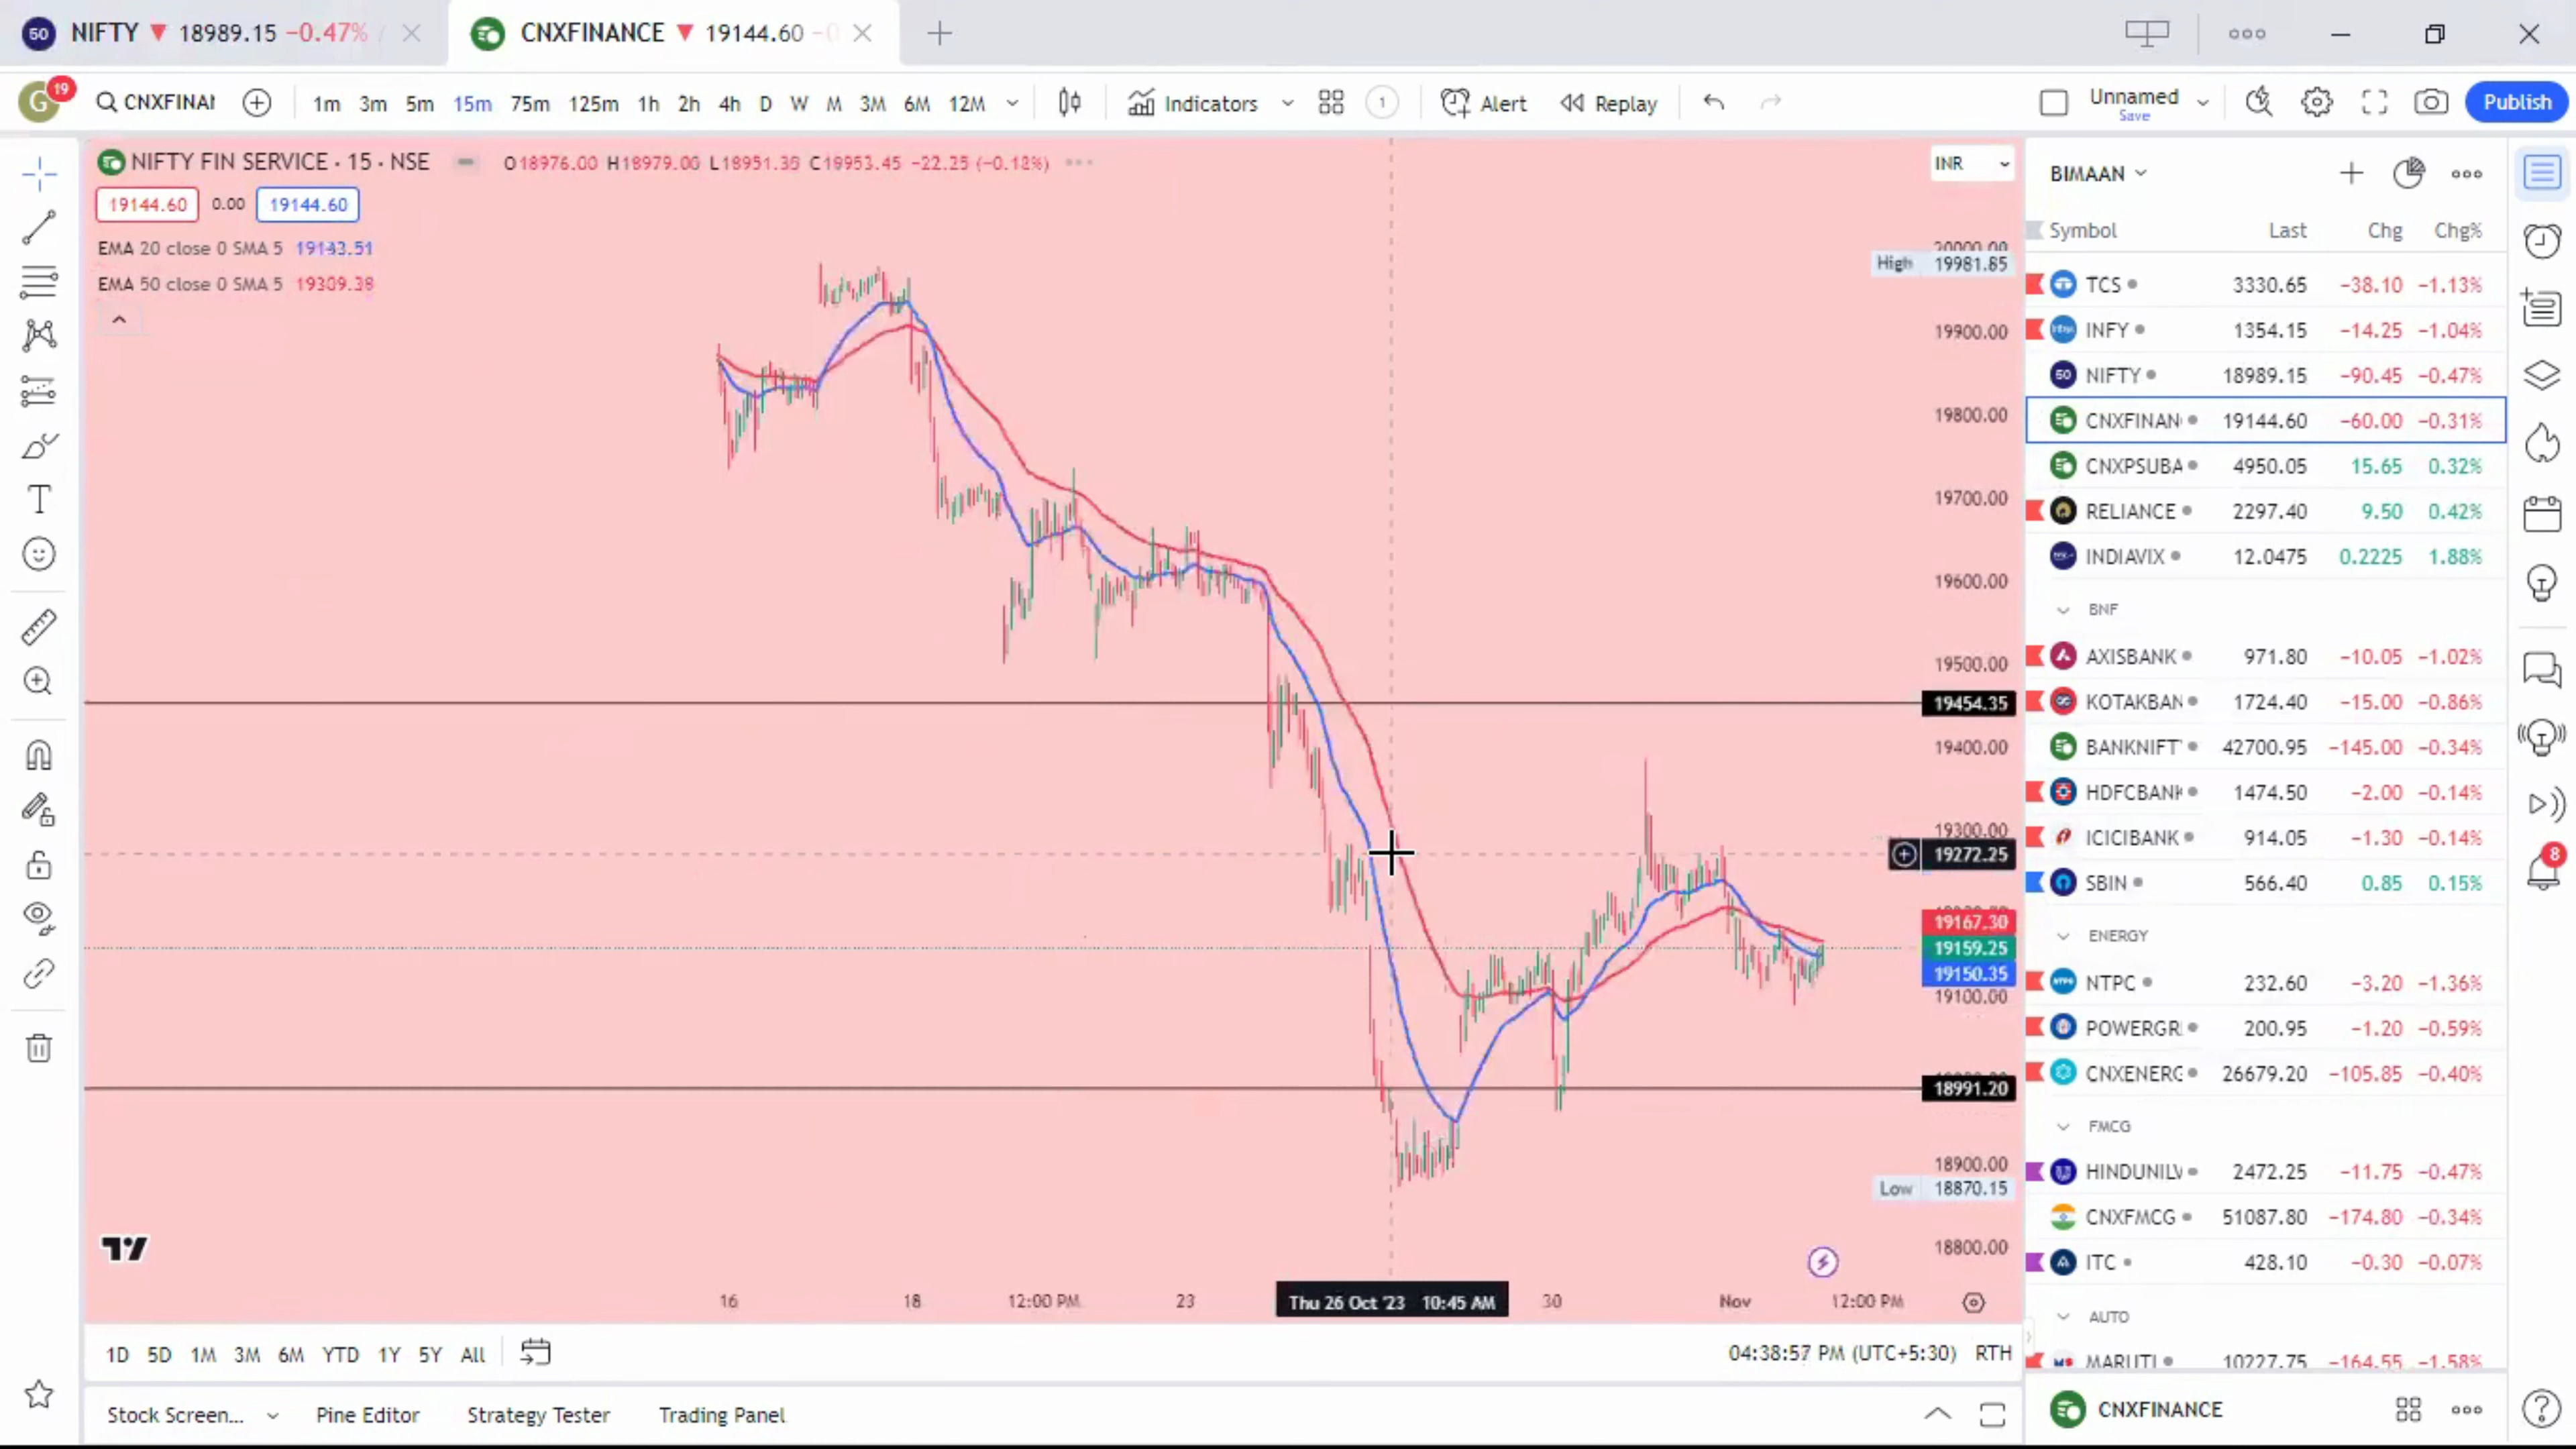 50 NIFTY ▼ 18989.15 −0.47% /
CNXFINANCE ▼ 19144.60
G 19 CNXFINAI 1m 3m 5m 15m 75m 125m 1h 2h 4h D W M 3M 6M 12M Indicators 1 Alert Replay Unnamed Save Publish
NIFTY FIN SERVICE · 15 · NSE O18976.00 H18979.00 L18951.35 C18953.45 −22.25 (−0.12%) INR
19144.60 0.00 19144.60
EMA 20 close 0 SMA 5 19143.51
EMA 50 close 0 SMA 5 19309.38
20000.00
High 19981.85
19900.00
19800.00
19700.00
19600.00
19500.00
19454.35
19400.00
19300.00
19272.25
19167.30
19159.25
19150.35
19100.00
18991.20
18900.00
Low 18870.15
18800.00
16 18 12:00 PM 23 Thu 26 Oct '23 10:45 AM 30 Nov 12:00 PM
1D 5D 1M 3M 6M YTD 1Y 5Y All 04:38:57 PM (UTC+5:30) RTH
Stock Screen... Pine Editor Strategy Tester Trading Panel
BIMAAN
Symbol Last Chg Chg%
TCS 3330.65 −38.10 −1.13%
INFY 1354.15 −14.25 −1.04%
50 NIFTY 18989.15 −90.45 −0.47%
CNXFINAN 19144.60 −60.00 −0.31%
CNXPSUBA 4950.05 15.65 0.32%
RELIANCE 2297.40 9.50 0.42%
INDIAVIX 12.0475 0.2225 1.88%
BNF
AXISBANK 971.80 −10.05 −1.02%
KOTAKBAN 1724.40 −15.00 −0.86%
BANKNIFT 42700.95 −145.00 −0.34%
HDFCBANK 1474.50 −2.00 −0.14%
ICICIBANK 914.05 −1.30 −0.14%
SBIN 566.40 0.85 0.15%
ENERGY
NTPC 232.60 −3.20 −1.36%
POWERGR 200.95 −1.20 −0.59%
CNXENERG 26679.20 −105.85 −0.40%
FMCG
HINDUNILV 2472.25 −11.75 −0.47%
CNXFMCG 51087.80 −174.80 −0.34%
ITC 428.10 −0.30 −0.07%
AUTO
MARUTI 10227.75 −164.55 −1.58%
CNXFINANCE
8